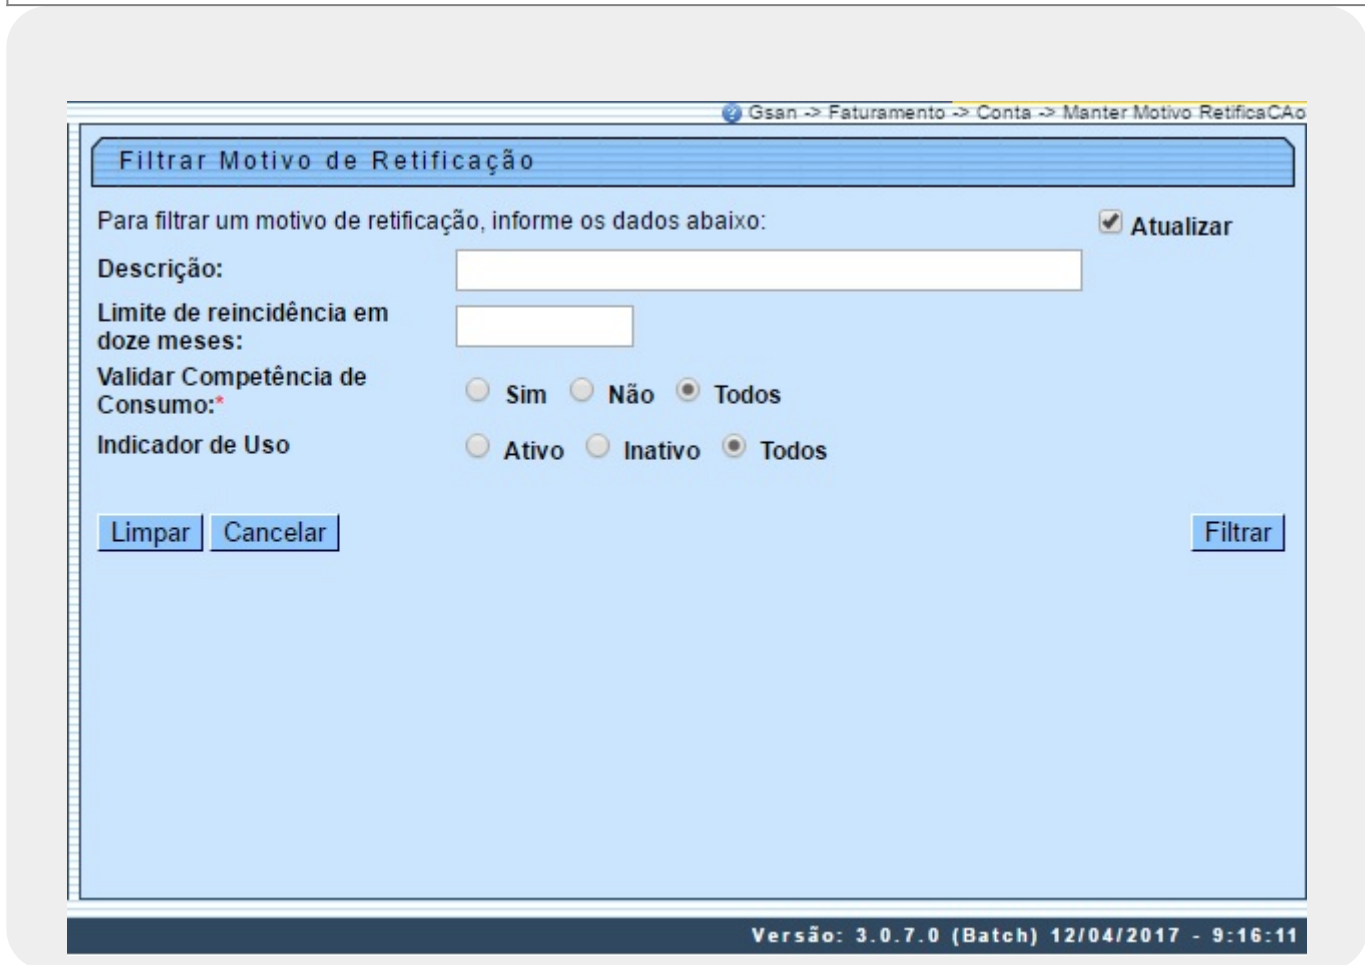 Gsan -> Faturamento -> Conta -> Manter Motivo RetificaCAo
Filtrar Motivo de Retificação
Para filtrar um motivo de retificação, informe os dados abaixo: Atualizar
Descrição:
Limite de reincidência em
doze meses:
Validar Competência de
Consumo:* Sim Não Todos
Indicador de Uso Ativo Inativo Todos
Limpar Cancelar Filtrar
Versão: 3.0.7.0 (Batch) 12/04/2017 - 9:16:11